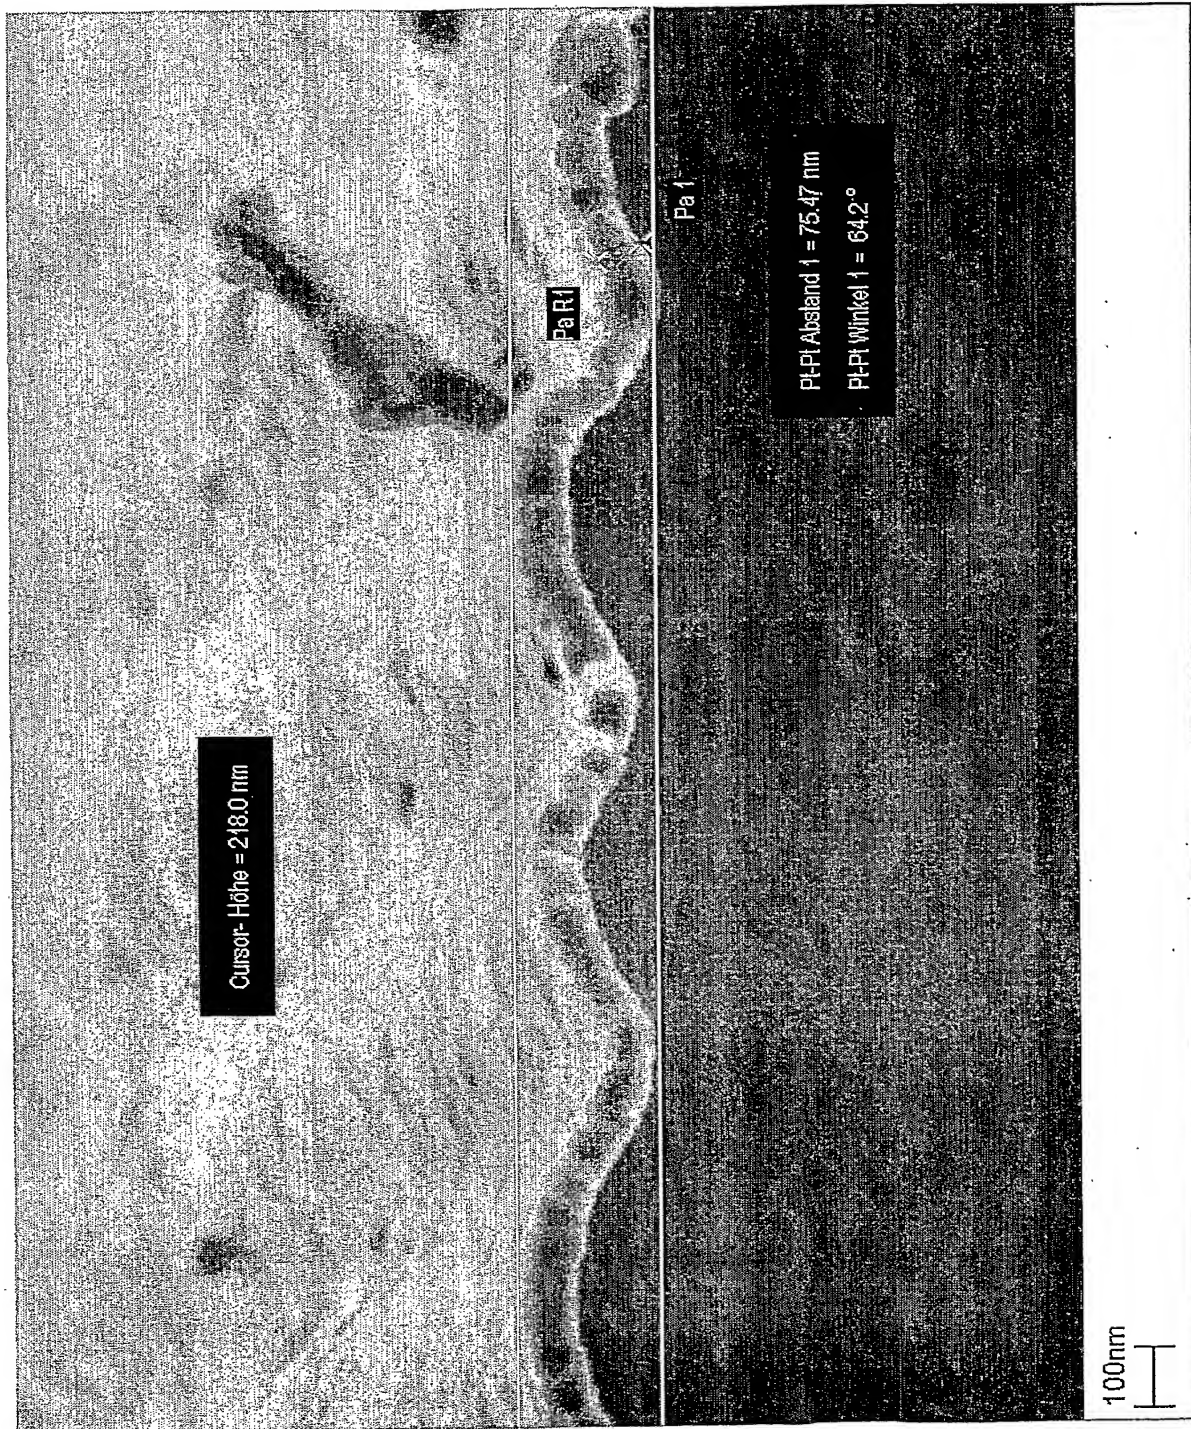 Cursor- Höhe = 218.0 nm
Pa R1
Pa 1
Pt-Pt Abstand 1 = 75.47 nm
Pt-Pt Winkel 1 = 64.2°
100nm